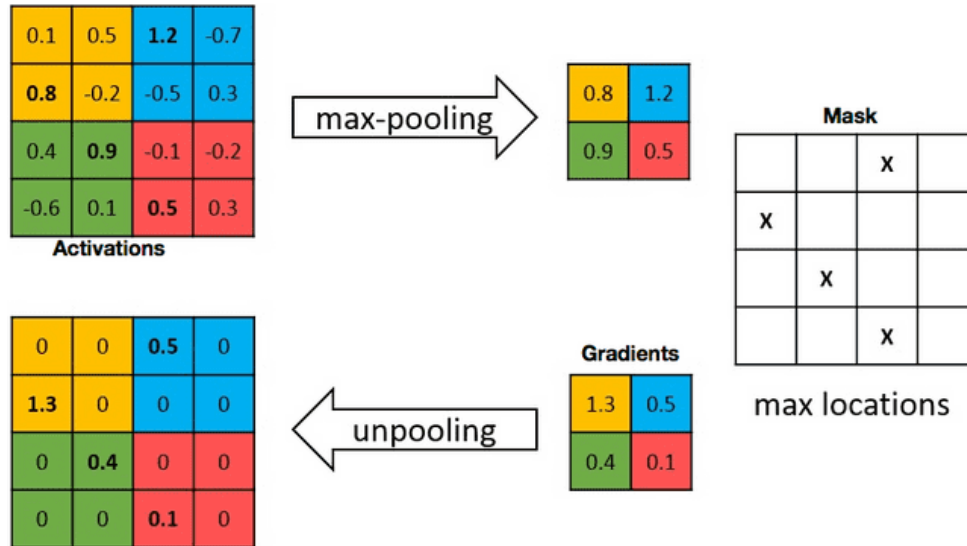 0.1 0.5 1.2 -0.7
0.8 -0.2 -0.5 0.3
0.4 0.9 -0.1 -0.2
-0.6 0.1 0.5 0.3
Activations
max-pooling
0.8 1.2
0.9 0.5
Mask
X
X
X
X
max locations
0 0 0.5 0
1.3 0 0 0
0 0.4 0 0
0 0 0.1 0
unpooling
Gradients
1.3 0.5
0.4 0.1